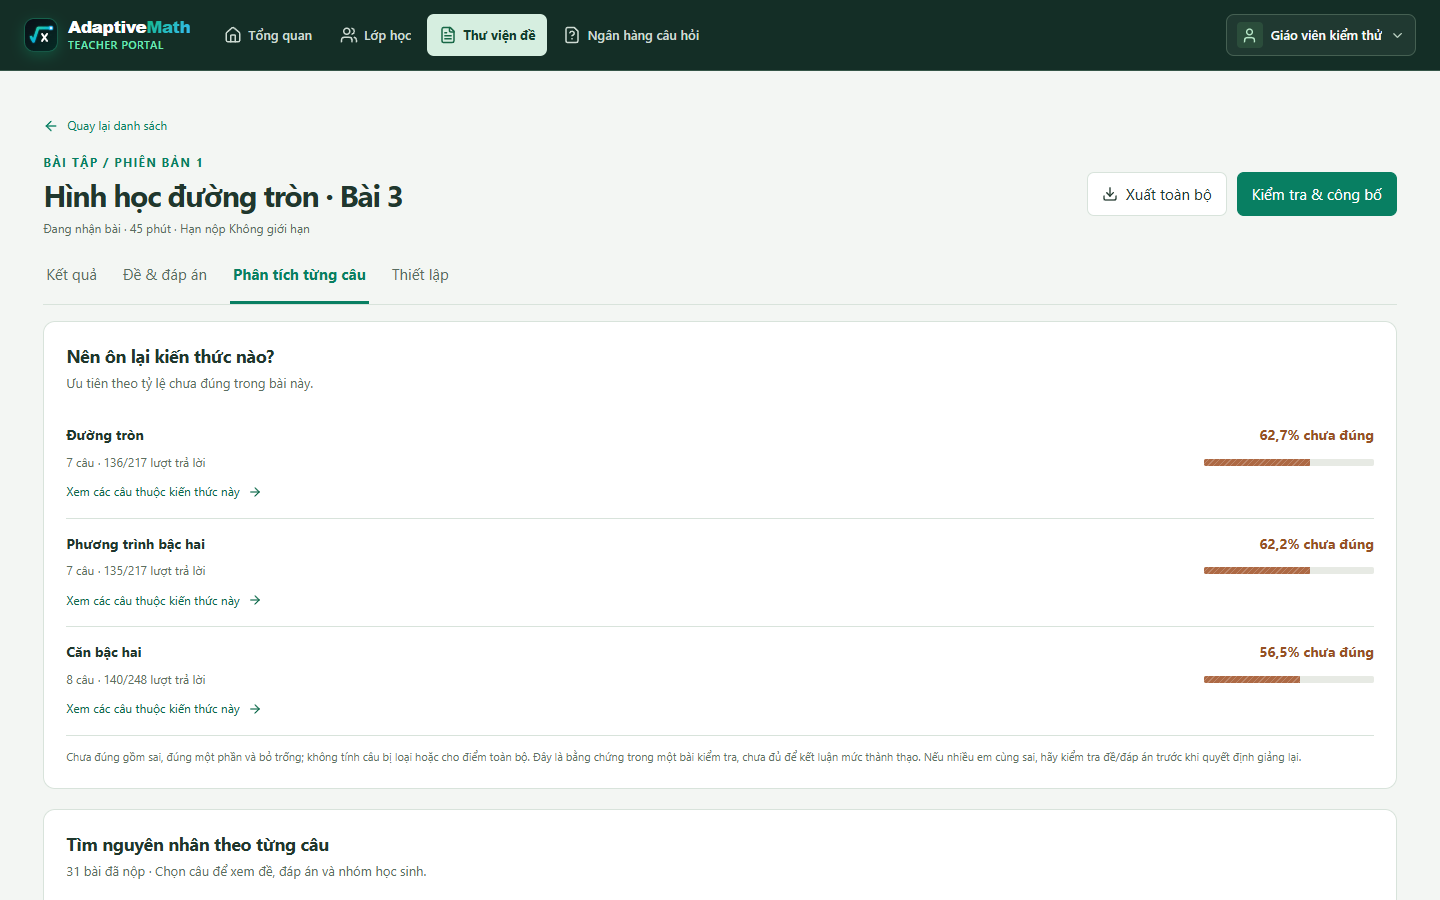 AdaptiveMath
TEACHER PORTAL
Tổng quan
Lớp học
Thư viện đề
Ngân hàng câu hỏi
Giáo viên kiểm thử
Quay lại danh sách
BÀI TẬP / PHIÊN BẢN 1
Hình học đường tròn · Bài 3
Đang nhận bài · 45 phút · Hạn nộp Không giới hạn
Xuất toàn bộ
Kiểm tra & công bố
Kết quả
Đề & đáp án
Phân tích từng câu
Thiết lập
Nên ôn lại kiến thức nào?
Ưu tiên theo tỷ lệ chưa đúng trong bài này.
Đường tròn
62,7% chưa đúng
7 câu · 136/217 lượt trả lời
Xem các câu thuộc kiến thức này
Phương trình bậc hai
62,2% chưa đúng
7 câu · 135/217 lượt trả lời
Xem các câu thuộc kiến thức này
Căn bậc hai
56,5% chưa đúng
8 câu · 140/248 lượt trả lời
Xem các câu thuộc kiến thức này
Chưa đúng gồm sai, đúng một phần và bỏ trống; không tính câu bị loại hoặc cho điểm toàn bộ. Đây là bằng chứng trong một bài kiểm tra, chưa đủ để kết luận mức thành thạo. Nếu nhiều em cùng sai, hãy kiểm tra đề/đáp án trước khi quyết định giảng lại.
Tìm nguyên nhân theo từng câu
31 bài đã nộp · Chọn câu để xem đề, đáp án và nhóm học sinh.